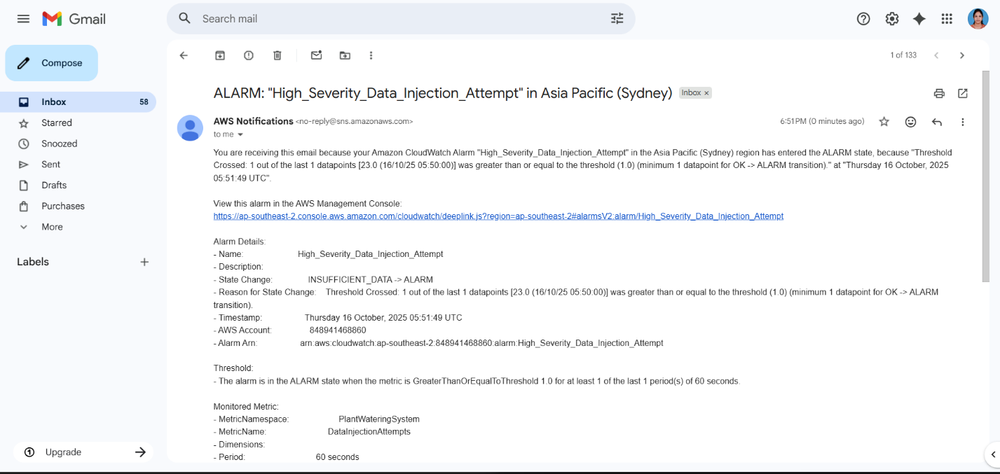 Gmail
Search mail
Compose
1 of 133
Inbox 58
Starred
Snoozed
Sent
Drafts
Purchases
More
Labels
Upgrade
ALARM: "High_Severity_Data_Injection_Attempt" in Asia Pacific (Sydney) Inbox ×
AWS Notifications <no-reply@sns.amazonaws.com> 6:51 PM (0 minutes ago)
to me
You are receiving this email because your Amazon CloudWatch Alarm "High_Severity_Data_Injection_Attempt" in the Asia Pacific (Sydney) region has entered the ALARM state, because "Threshold
Crossed: 1 out of the last 1 datapoints [23.0 (16/10/25 05:50:00)] was greater than or equal to the threshold (1.0) (minimum 1 datapoint for OK -> ALARM transition)." at "Thursday 16 October, 2025
05:51:49 UTC".
View this alarm in the AWS Management Console:
https://ap-southeast-2.console.aws.amazon.com/cloudwatch/deeplink.js?region=ap-southeast-2#alarmsV2:alarm/High_Severity_Data_Injection_Attempt
Alarm Details:
- Name: High_Severity_Data_Injection_Attempt
- Description:
- State Change: INSUFFICIENT_DATA -> ALARM
- Reason for State Change: Threshold Crossed: 1 out of the last 1 datapoints [23.0 (16/10/25 05:50:00)] was greater than or equal to the threshold (1.0) (minimum 1 datapoint for OK -> ALARM
transition).
- Timestamp: Thursday 16 October, 2025 05:51:49 UTC
- AWS Account: 848941468860
- Alarm Arn: arn:aws:cloudwatch:ap-southeast-2:848941468860:alarm:High_Severity_Data_Injection_Attempt
Threshold:
- The alarm is in the ALARM state when the metric is GreaterThanOrEqualToThreshold 1.0 for at least 1 of the last 1 period(s) of 60 seconds.
Monitored Metric:
- MetricNamespace: PlantWateringSystem
- MetricName: DataInjectionAttempts
- Dimensions:
- Period: 60 seconds